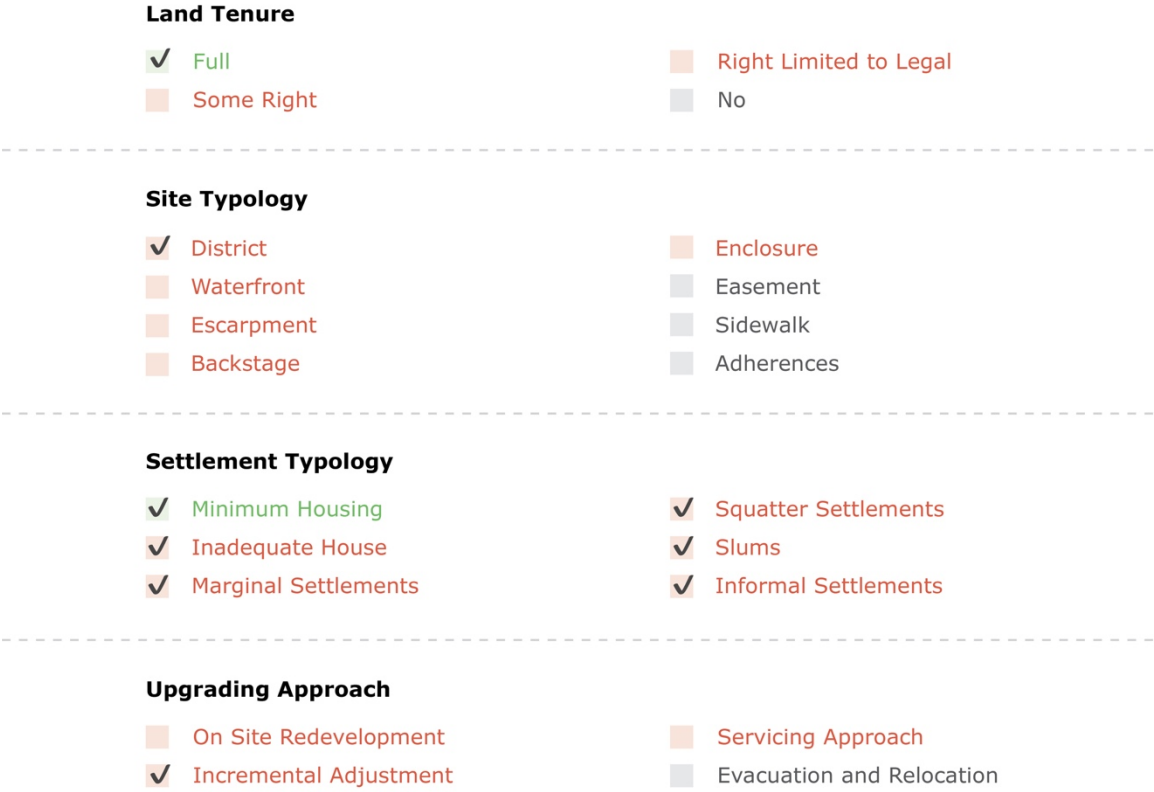 Land Tenure
Full
Right Limited to Legal
Some Right
No
Site Typology
District
Enclosure
Waterfront
Easement
Escarpment
Sidewalk
Backstage
Adherences
Settlement Typology
Minimum Housing
Squatter Settlements
Inadequate House
Slums
Marginal Settlements
Informal Settlements
Upgrading Approach
On Site Redevelopment
Servicing Approach
Incremental Adjustment
Evacuation and Relocation